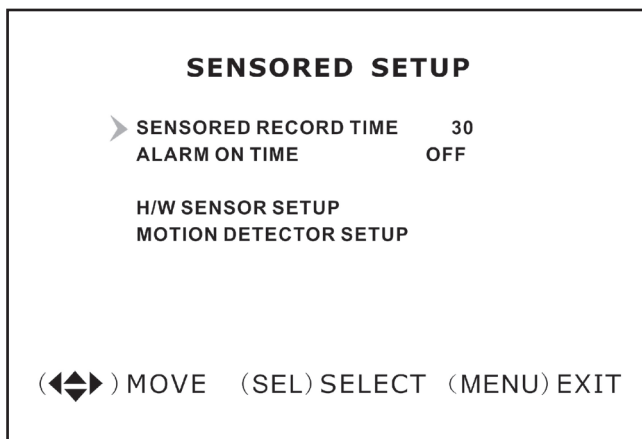 SENSORED SETUP
SENSORED RECORD TIME 30
ALARM ON TIME OFF
H/W SENSOR SETUP
MOTION DETECTOR SETUP
(◀◆▶) MOVE (SEL) SELECT (MENU) EXIT